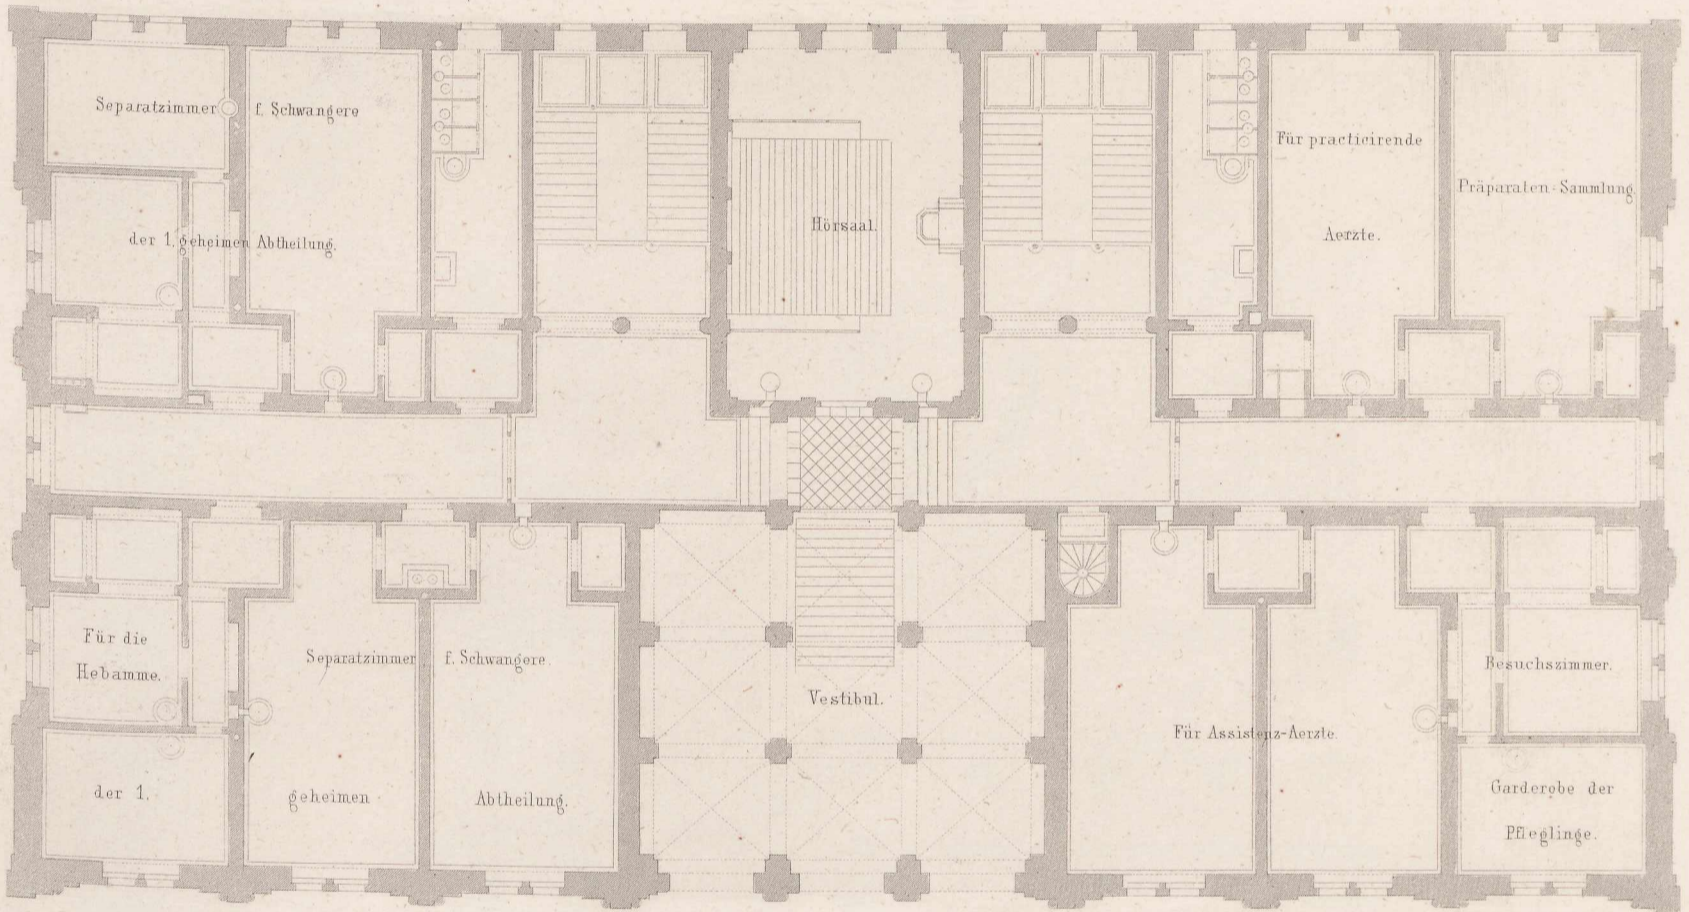 Separatzimmer f. Schwangere
der 1. geheimen Abtheilung.
Hörsaal.
Für practicirende
Aerzte.
Präparaten-Sammlung.
Für die
Hebamme.
Separatzimmer f. Schwangere.
der 1. geheimen Abtheilung.
Vestibul.
Für Assistenz-Aerzte.
Besuchszimmer.
Garderobe der
Pfleglinge.